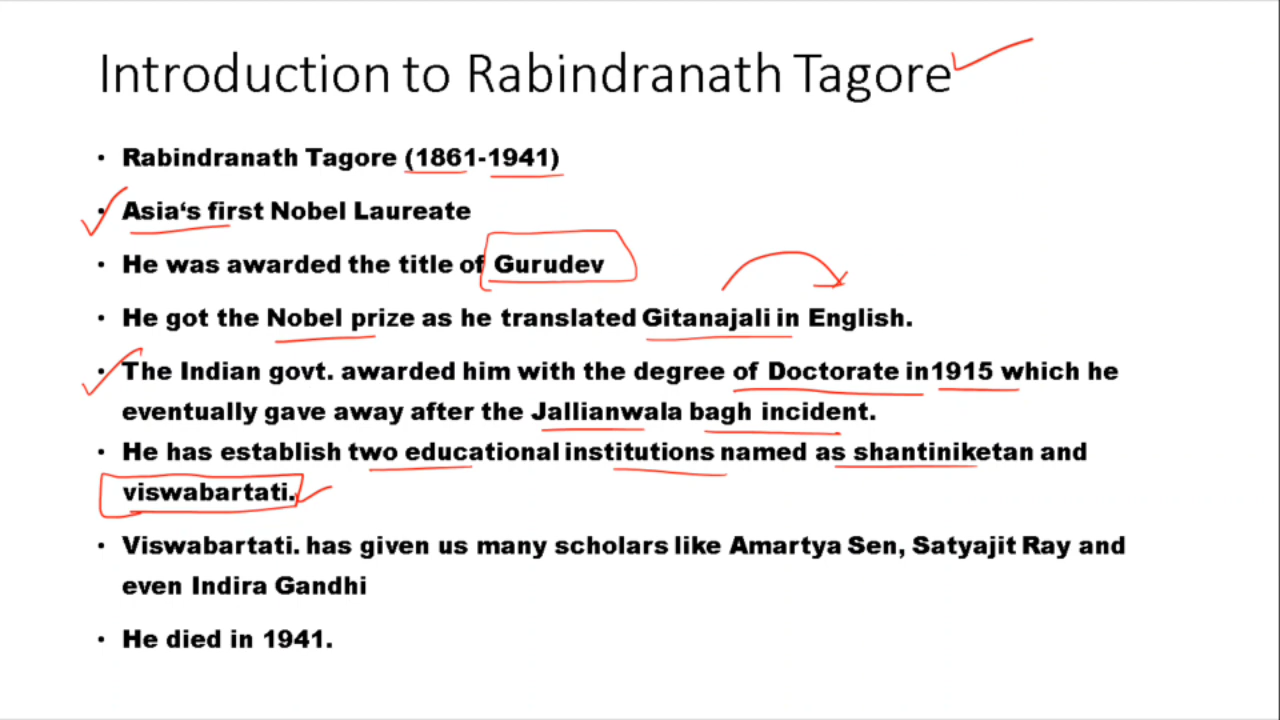 Introduction to Rabindranath Tagore
• Rabindranath Tagore (1861-1941)
• Asia‘s first Nobel Laureate
• He was awarded the title of Gurudev
• He got the Nobel prize as he translated Gitanajali in English.
• The Indian govt. awarded him with the degree of Doctorate in1915 which he
eventually gave away after the Jallianwala bagh incident.
• He has establish two educational institutions named as shantiniketan and
viswabartati.
• Viswabartati. has given us many scholars like Amartya Sen, Satyajit Ray and
even Indira Gandhi
• He died in 1941.